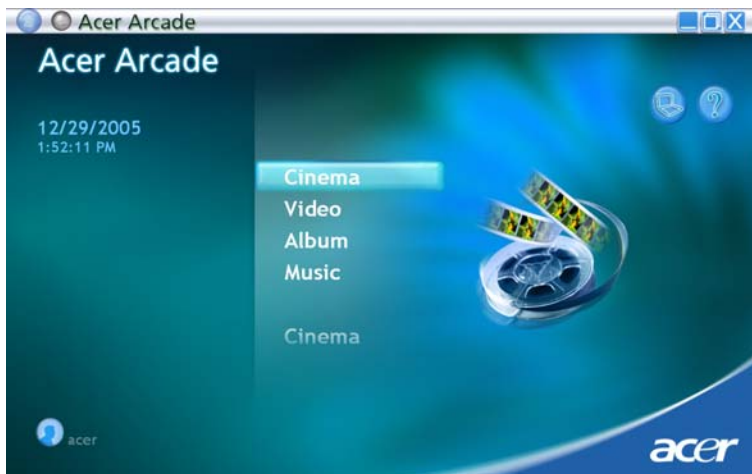 Acer Arcade
Acer Arcade
12/29/2005
1:52:11 PM
Cinema
Video
Album
Music
Cinema
acer
acer